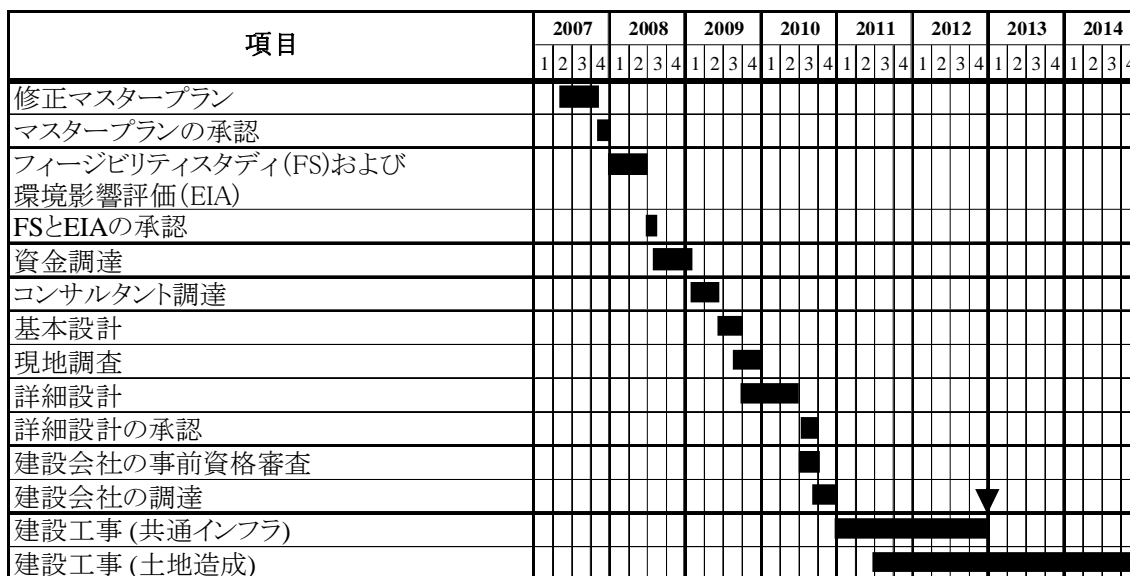 項目
2007 2008 2009 2010 2011 2012 2013 2014
1 2 3 4 1 2 3 4 1 2 3 4 1 2 3 4 1 2 3 4 1 2 3 4 1 2 3 4 1 2 3 4
修正マスタープラン
マスタープランの承認
フィージビリティスタディ(FS)および
環境影響評価(EIA)
FSとEIAの承認
資金調達
コンサルタント調達
基本設計
現地調査
詳細設計
詳細設計の承認
建設会社の事前資格審査
建設会社の調達
建設工事 (共通インフラ)
建設工事 (土地造成)